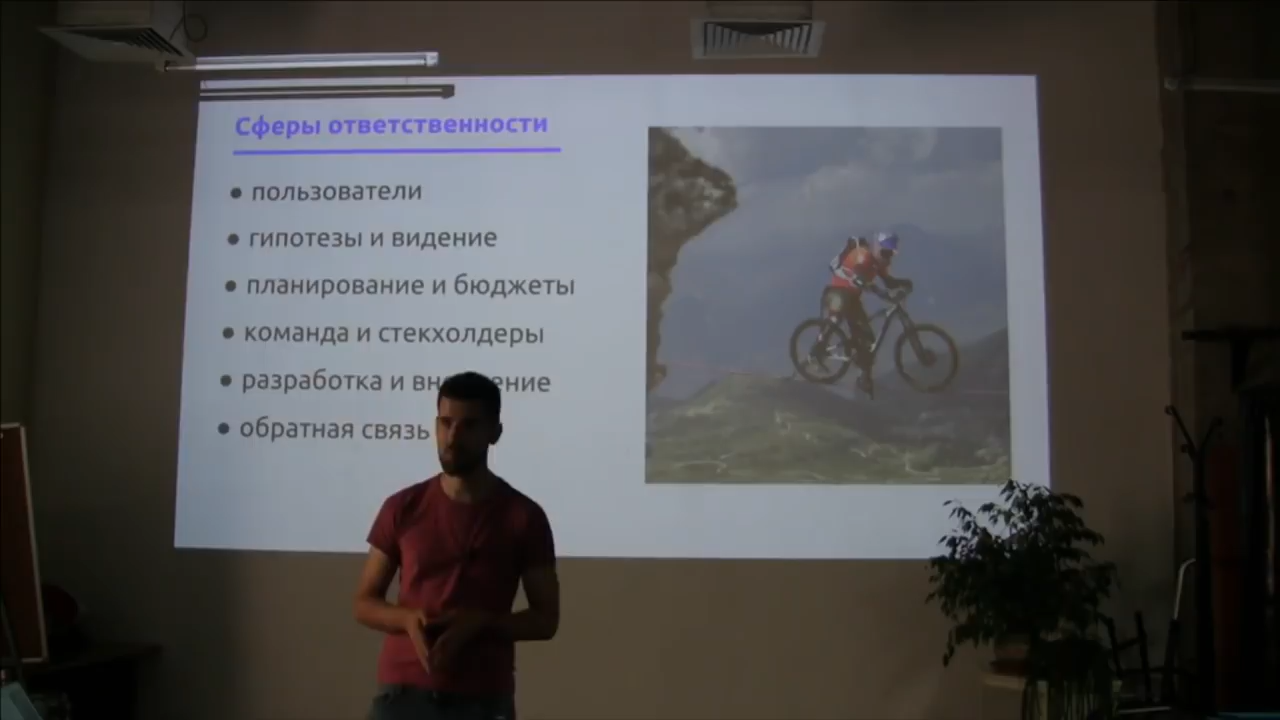 Сферы ответственности
пользователи
гипотезы и видение
планирование и бюджеты
команда и стекхолдеры
разработка и
обратная связь